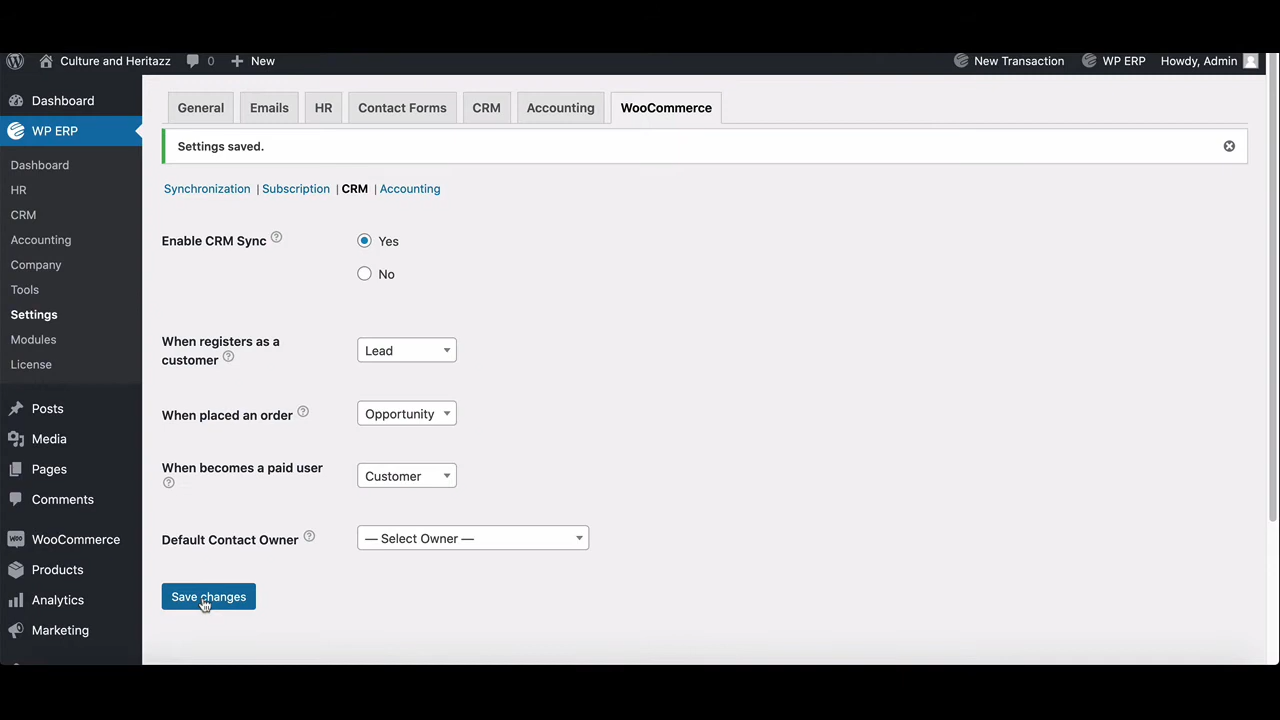 Culture and Heritazz 0 New New Transaction WP ERP Howdy, Admin
Dashboard
WP ERP
Dashboard
HR
CRM
Accounting
Company
Tools
Settings
Modules
License
Posts
Media
Pages
Comments
WooCommerce
Products
Analytics
Marketing
General Emails HR Contact Forms CRM Accounting WooCommerce
Settings saved.
Synchronization | Subscription | CRM | Accounting
Enable CRM Sync ? Yes
No
When registers as a
customer ? Lead
When placed an order ? Opportunity
When becomes a paid user
? Customer
Default Contact Owner ? — Select Owner —
Save changes